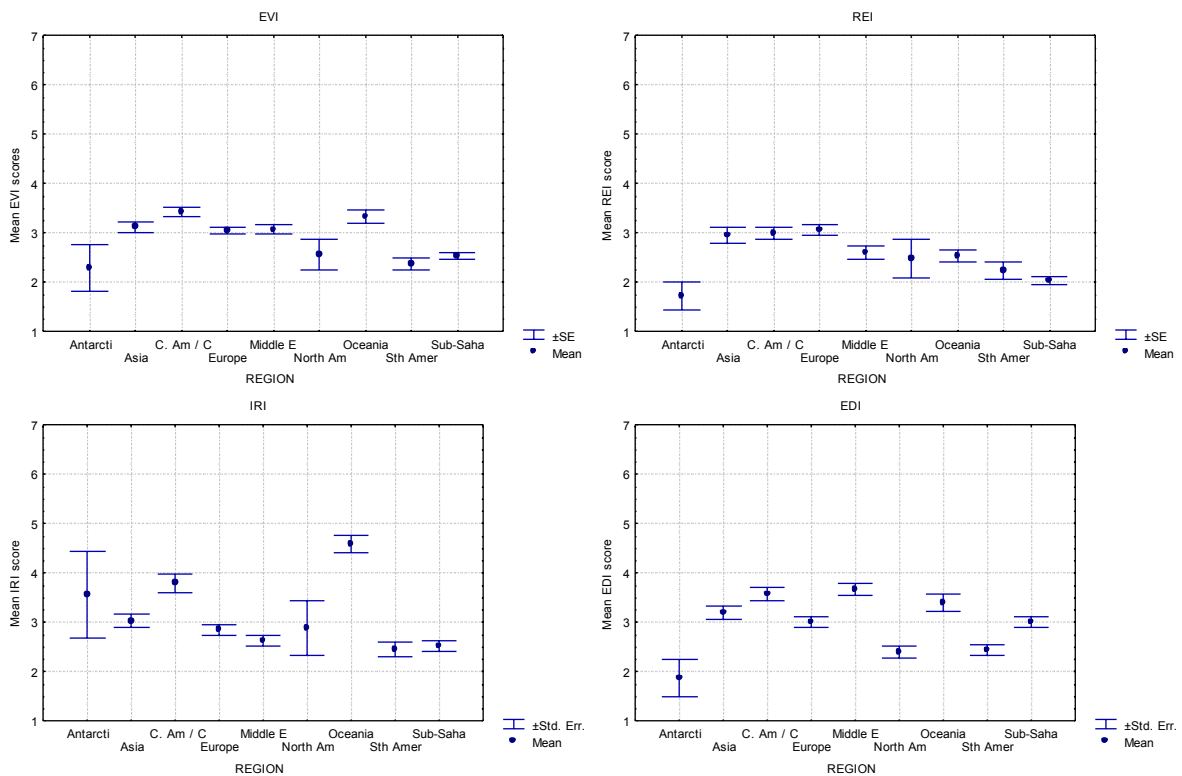 EVI
Mean EVI scores
7
6
5
4
3
2
1
Antarcti
Asia
C. Am / C
Europe
Middle E
North Am
Oceania
Sth Amer
Sub-Saha
REGION
±SE
Mean
REI
Mean REI score
7
6
5
4
3
2
1
Antarcti
Asia
C. Am / C
Europe
Middle E
North Am
Oceania
Sth Amer
Sub-Saha
REGION
±SE
Mean
IRI
Mean IRI score
7
6
5
4
3
2
1
Antarcti
Asia
C. Am / C
Europe
Middle E
North Am
Oceania
Sth Amer
Sub-Saha
REGION
±Std. Err.
Mean
EDI
Mean EDI score
7
6
5
4
3
2
1
Antarcti
Asia
C. Am / C
Europe
Middle E
North Am
Oceania
Sth Amer
Sub-Saha
REGION
±Std. Err.
Mean